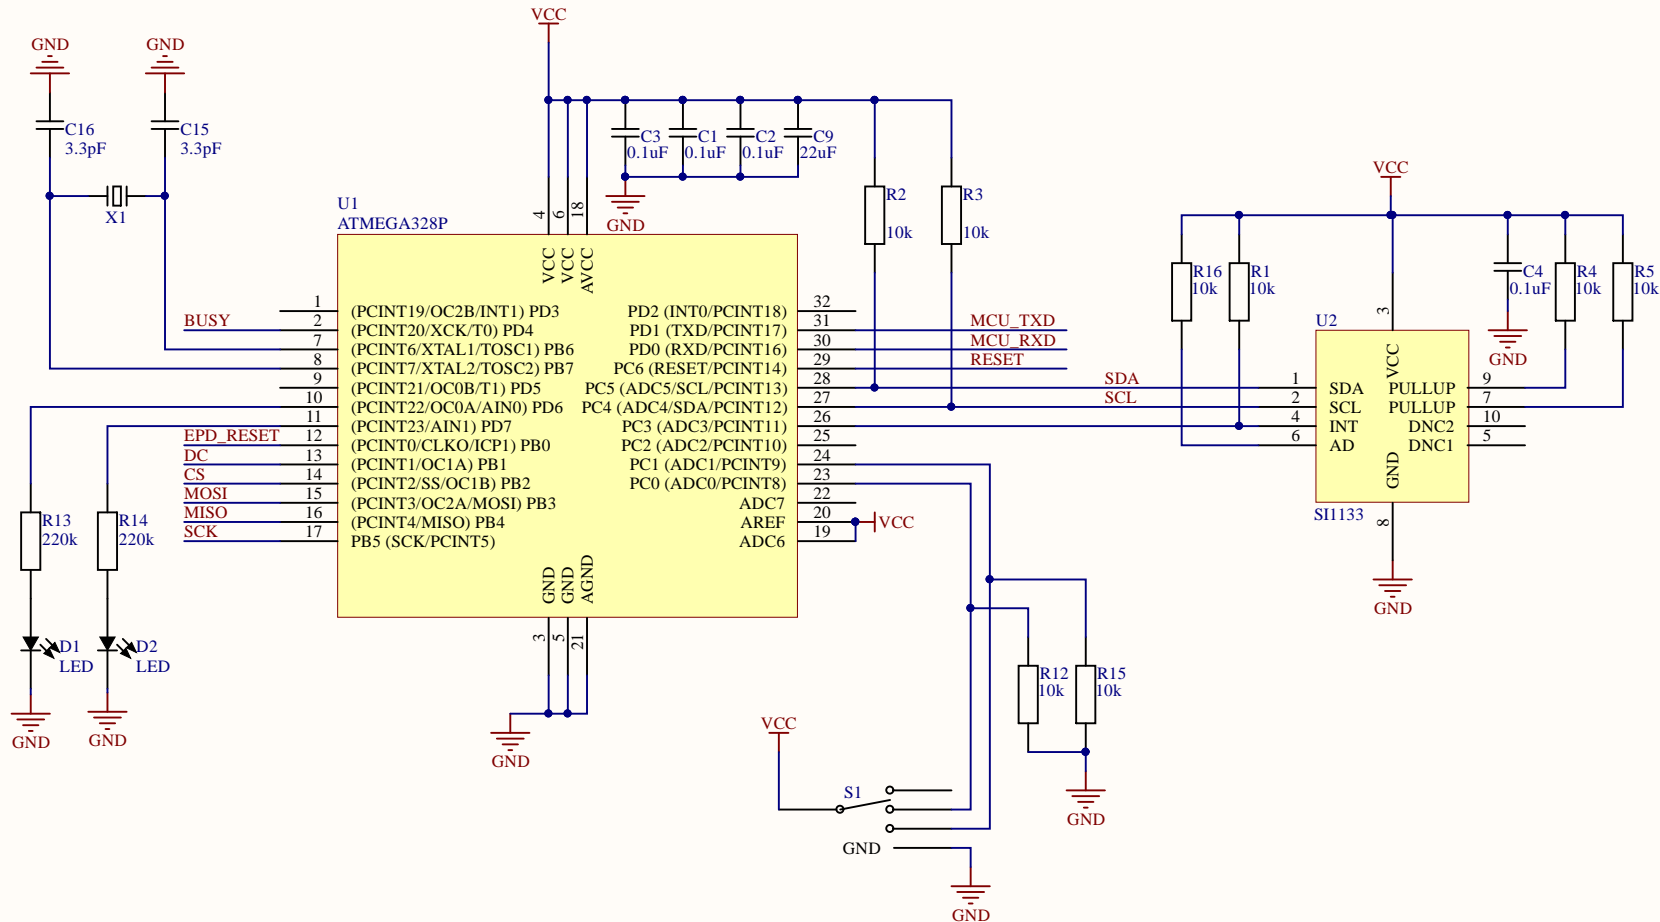 VCC
GND
GND
C16
3.3pF
C15
3.3pF
X1
C3
0.1uF
C1
0.1uF
C2
0.1uF
C9
22uF
GND
R2
10k
R3
10k
U1
ATMEGA328P
4
6
18
VCC
VCC
AVCC
1
(PCINT19/OC2B/INT1) PD3
BUSY
2
(PCINT20/XCK/T0) PD4
7
(PCINT6/XTAL1/TOSC1) PB6
8
(PCINT7/XTAL2/TOSC2) PB7
9
(PCINT21/OC0B/T1) PD5
10
(PCINT22/OC0A/AIN0) PD6
11
(PCINT23/AIN1) PD7
EPD_RESET
12
(PCINT0/CLKO/ICP1) PB0
DC
13
(PCINT1/OC1A) PB1
CS
14
(PCINT2/SS/OC1B) PB2
MOSI
15
(PCINT3/OC2A/MOSI) PB3
MISO
16
(PCINT4/MISO) PB4
SCK
17
PB5 (SCK/PCINT5)
PD2 (INT0/PCINT18)
32
PD1 (TXD/PCINT17)
31
MCU_TXD
PD0 (RXD/PCINT16)
30
MCU_RXD
PC6 (RESET/PCINT14)
29
RESET
PC5 (ADC5/SCL/PCINT13)
28
SDA
PC4 (ADC4/SDA/PCINT12)
27
SCL
PC3 (ADC3/PCINT11)
26
PC2 (ADC2/PCINT10)
25
PC1 (ADC1/PCINT9)
24
PC0 (ADC0/PCINT8)
23
ADC7
22
AREF
20
VCC
ADC6
19
GND
GND
AGND
3
5
21
GND
R13
220k
R14
220k
D1
LED
D2
LED
GND
GND
VCC
R16
10k
R1
10k
C4
0.1uF
R4
10k
R5
10k
GND
U2
3
VCC
1
SDA
2
SCL
4
INT
6
AD
PULLUP
9
PULLUP
7
DNC2
10
DNC1
5
GND
SI1133
8
GND
R12
10k
R15
10k
GND
VCC
S1
GND
GND